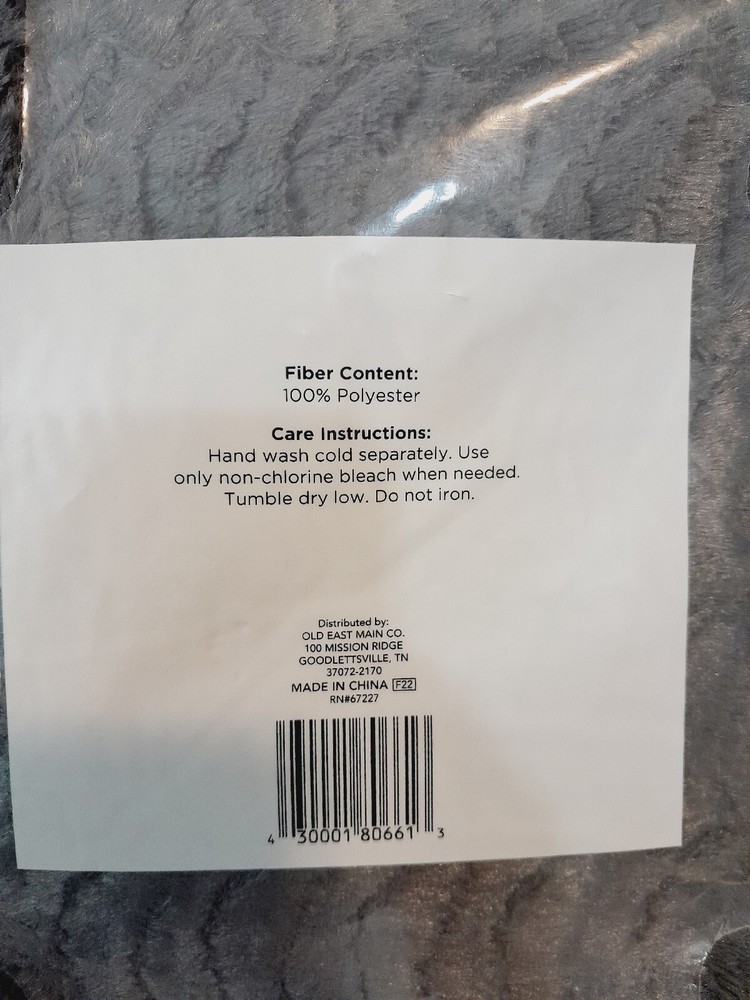 Fiber Content:
100% Polyester
Care Instructions:
Hand wash cold separately. Use
only non-chlorine bleach when needed.
Tumble dry low. Do not iron.
Distributed by:
OLD EAST MAIN CO.
100 MISSION RIDGE
GOODLETTSVILLE, TN
37072-2170
MADE IN CHINA F22
RN#67227
4 30001 80661 3